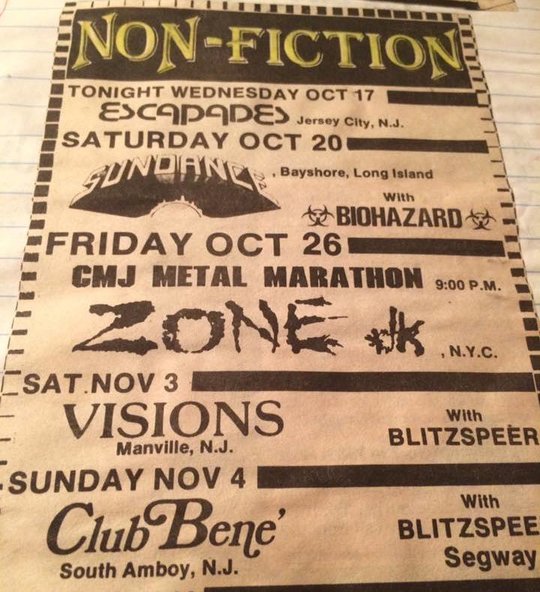 NON-FICTION
TONIGHT WEDNESDAY OCT 17
ESCAPADES Jersey City, N.J.
SATURDAY OCT 20
SUNDANCE, Bayshore, Long Island
With
BIOHAZARD
FRIDAY OCT 26
CMJ METAL MARATHON 9:00 P.M.
ZONE dk, N.Y.C.
SAT. NOV 3
VISIONS
Manville, N.J.
With
BLITZSPEER
SUNDAY NOV 4
Club Bene'
South Amboy, N.J.
With
BLITZSPEE
Segway